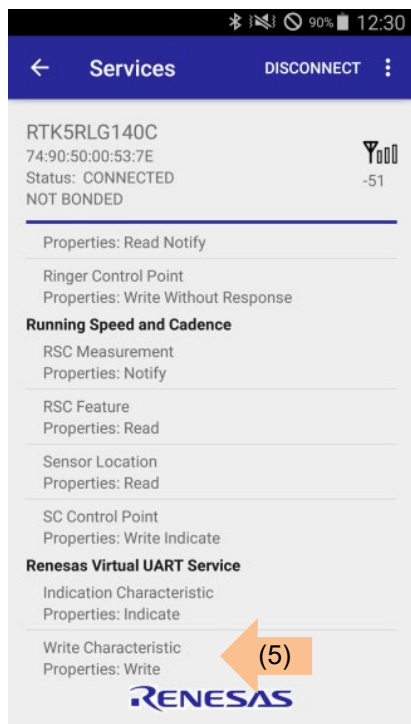 90% 12:30
Services DISCONNECT
RTK5RLG140C
74:90:50:00:53:7E
Status: CONNECTED
-51
NOT BONDED
Properties: Read Notify
Ringer Control Point
Properties: Write Without Response
Running Speed and Cadence
RSC Measurement
Properties: Notify
RSC Feature
Properties: Read
Sensor Location
Properties: Read
SC Control Point
Properties: Write Indicate
Renesas Virtual UART Service
Indication Characteristic
Properties: Indicate
Write Characteristic
(5)
Properties: Write
RENESAS